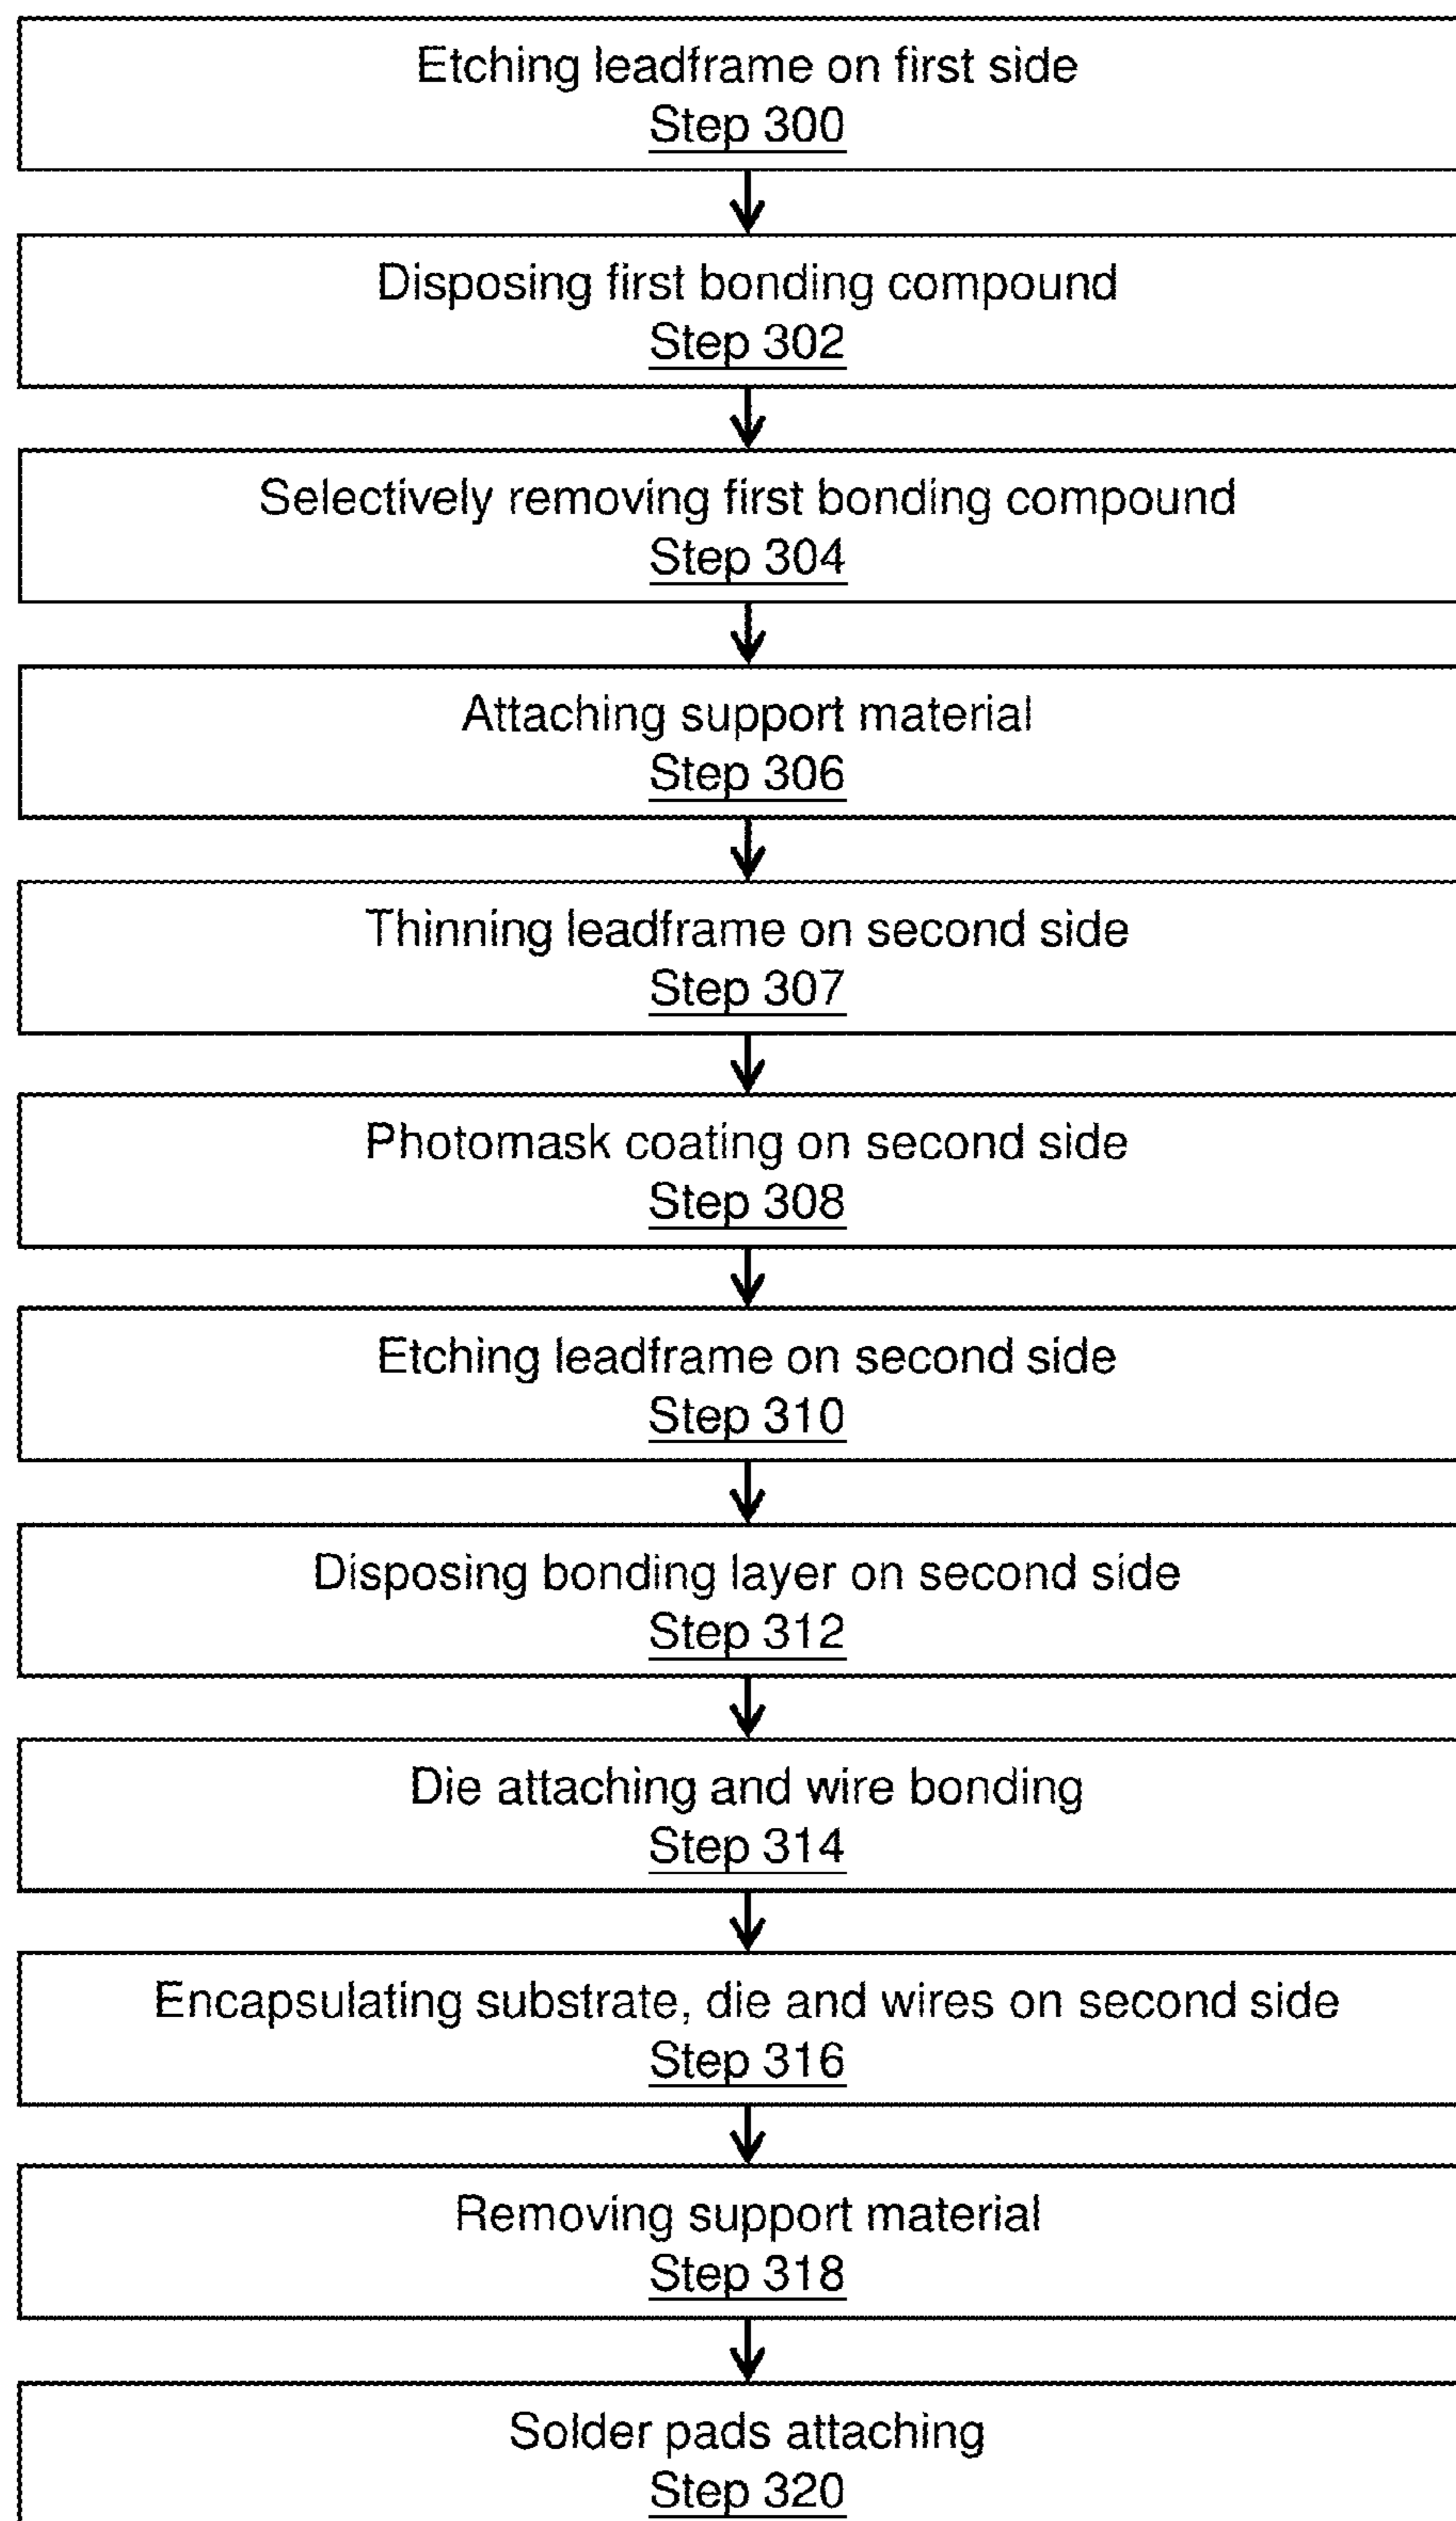 Etching leadframe on first side
Step 300
Disposing first bonding compound
Step 302
Selectively removing first bonding compound
Step 304
Attaching support material
Step 306
Thinning leadframe on second side
Step 307
Photomask coating on second side
Step 308
Etching leadframe on second side
Step 310
Disposing bonding layer on second side
Step 312
Die attaching and wire bonding
Step 314
Encapsulating substrate, die and wires on second side
Step 316
Removing support material
Step 318
Solder pads attaching
Step 320